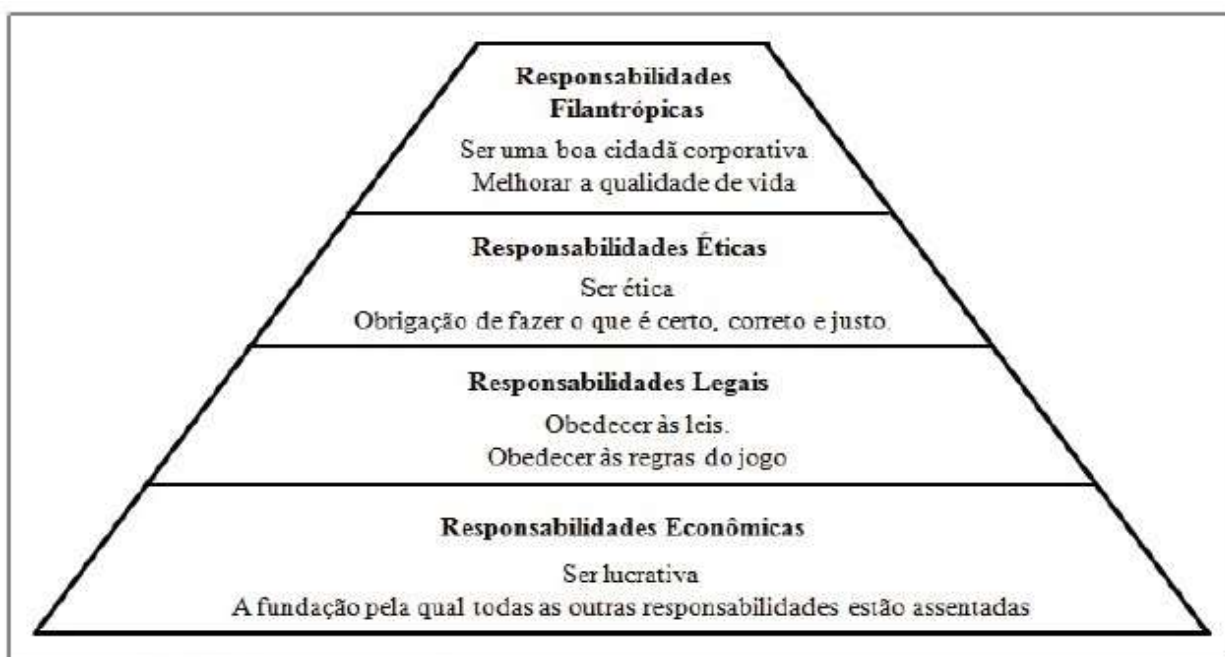 Responsabilidades
Filantrópicas
Ser uma boa cidadã corporativa
Melhorar a qualidade de vida
Responsabilidades Éticas
Ser ética
Obrigação de fazer o que é certo, correto e justo.
Responsabilidades Legais
Obedecer às leis.
Obedecer às regras do jogo
Responsabilidades Econômicas
Ser lucrativa
A fundação pela qual todas as outras responsabilidades estão assentadas